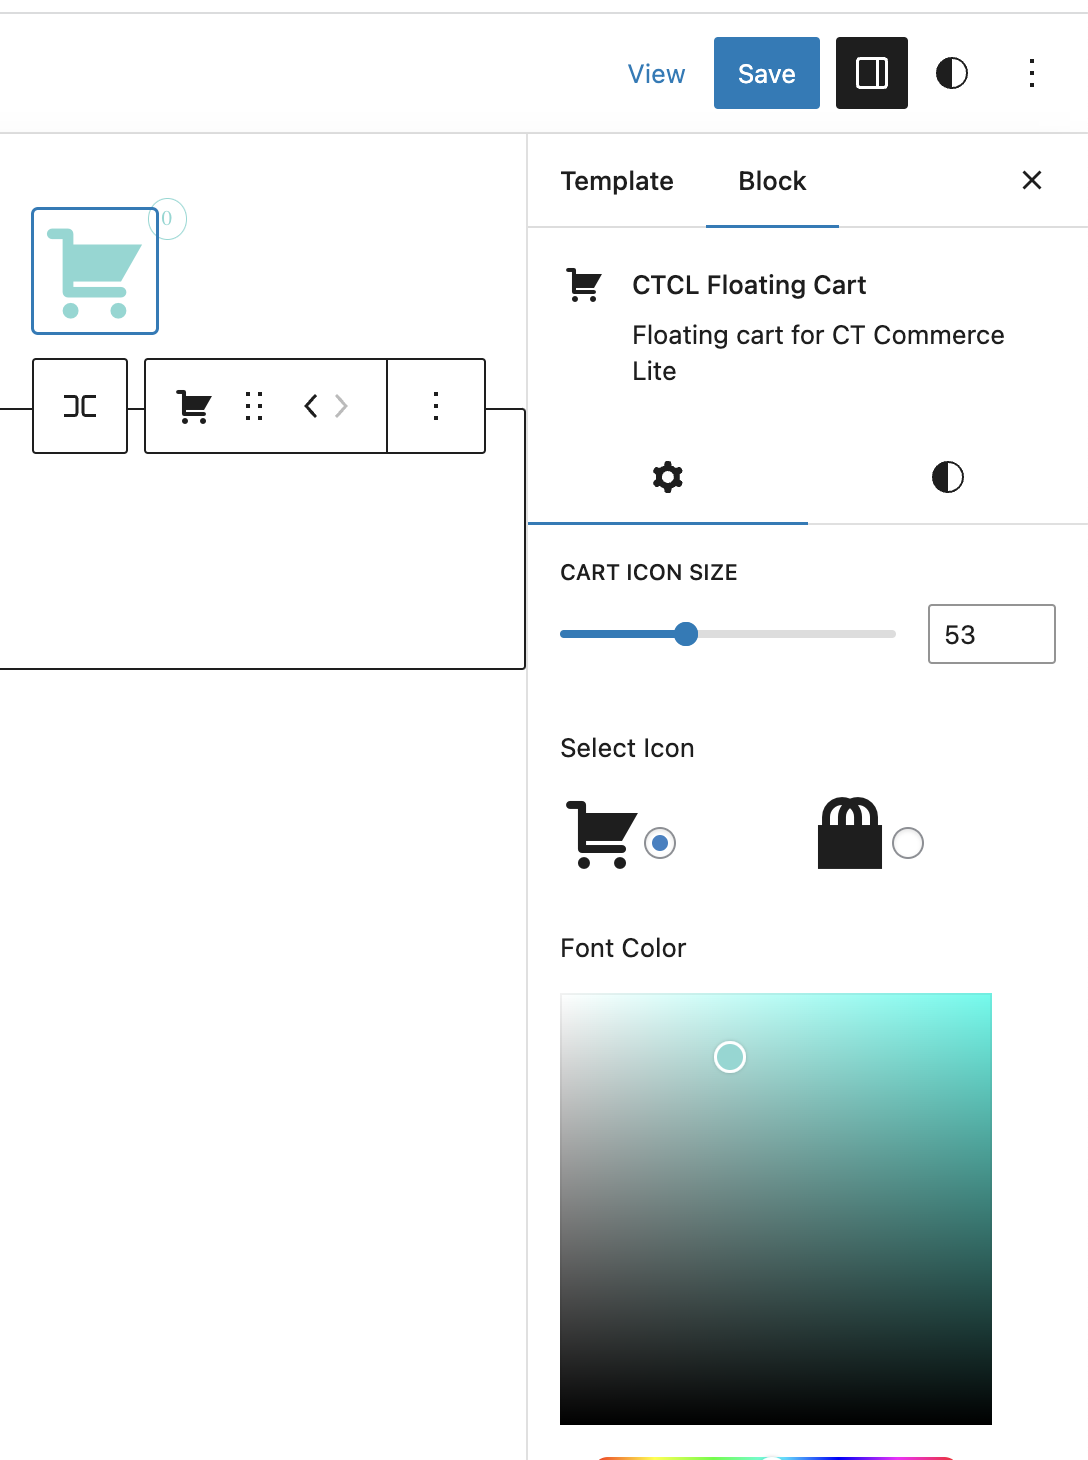 View
Save
Template
Block
0
CTCL Floating Cart
Floating cart for CT Commerce
Lite
CART ICON SIZE
53
Select Icon
Font Color